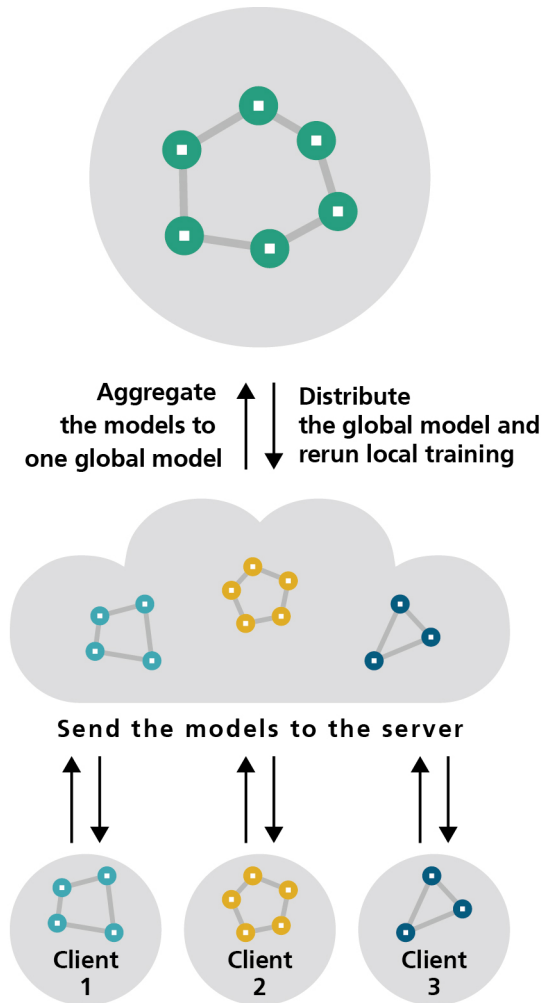 Aggregate
the models to
one global model
Distribute
the global model and
rerun local training
Send the models to the server
Client
1
Client
2
Client
3